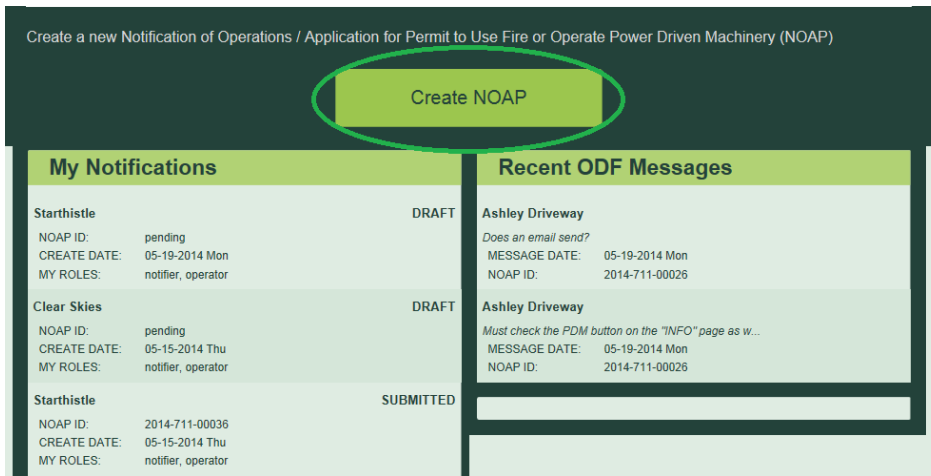 Create a new Notification of Operations / Application for Permit to Use Fire or Operate Power Driven Machinery (NOAP)
Create NOAP
My Notifications
Starthistle DRAFT
NOAP ID: pending
CREATE DATE: 05-19-2014 Mon
MY ROLES: notifier, operator
Clear Skies DRAFT
NOAP ID: pending
CREATE DATE: 05-15-2014 Thu
MY ROLES: notifier, operator
Starthistle SUBMITTED
NOAP ID: 2014-711-00036
CREATE DATE: 05-15-2014 Thu
MY ROLES: notifier, operator
Recent ODF Messages
Ashley Driveway
Does an email send?
MESSAGE DATE: 05-19-2014 Mon
NOAP ID: 2014-711-00026
Ashley Driveway
Must check the PDM button on the "INFO" page as w...
MESSAGE DATE: 05-19-2014 Mon
NOAP ID: 2014-711-00026